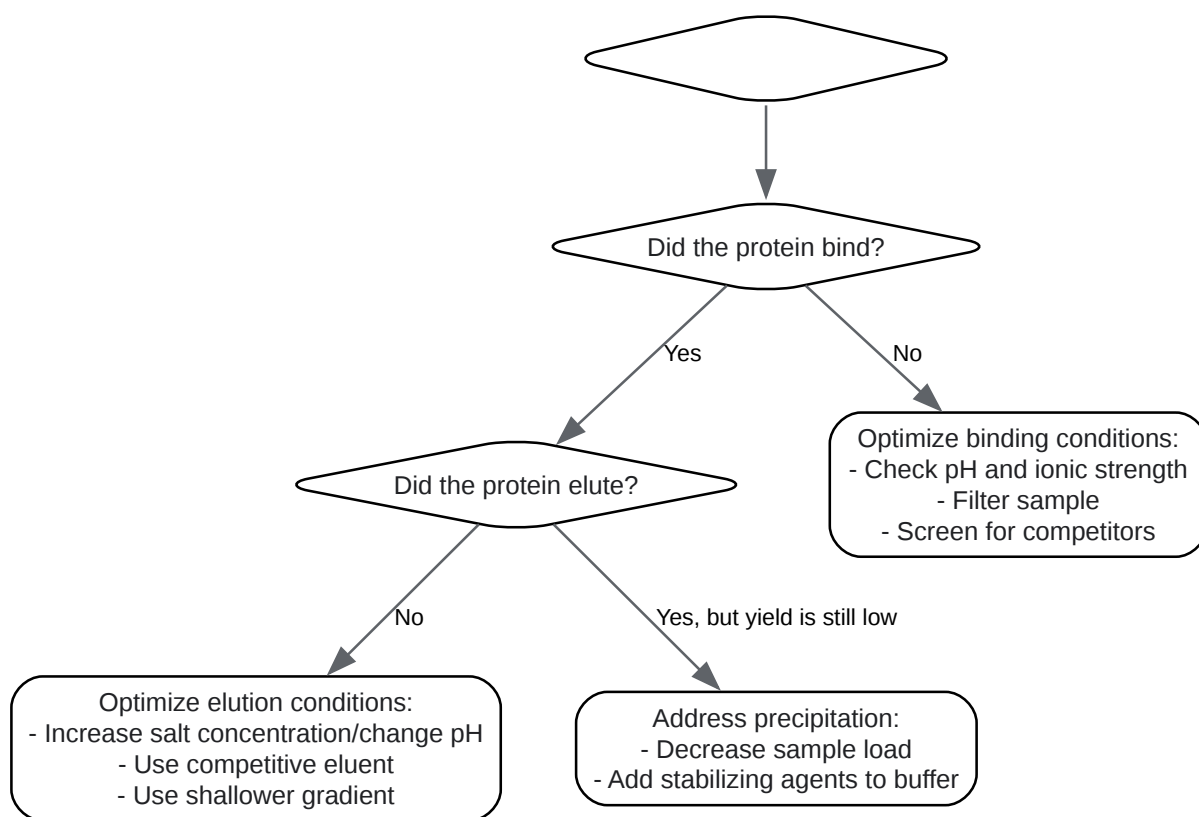 Did the protein bind?
Yes
No
Optimize binding conditions:
- Check pH and ionic strength
- Filter sample
- Screen for competitors
Did the protein elute?
No
Yes, but yield is still low
Optimize elution conditions:
- Increase salt concentration/change pH
- Use competitive eluent
- Use shallower gradient
Address precipitation:
- Decrease sample load
- Add stabilizing agents to buffer